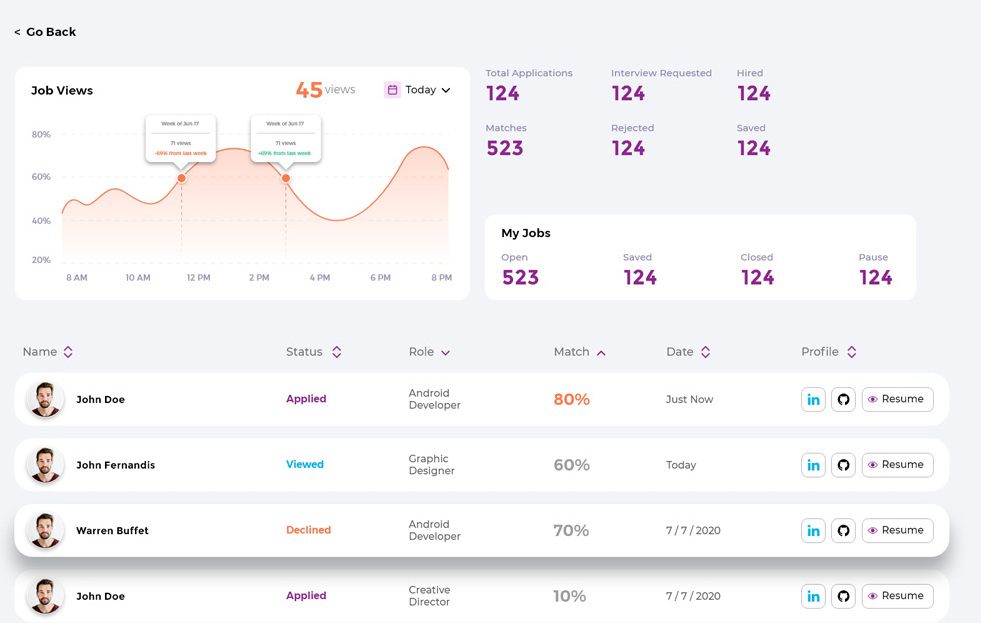 < Go Back
Job Views
45 views
Today
80%
60%
40%
20%
Week of Jun 17
71 views
-69% from last week
Week of Jun 17
71 views
+69% from last week
8 AM 10 AM 12 PM 2 PM 4 PM 6 PM 8 PM
Total Applications Interview Requested Hired
124 124 124
Matches Rejected Saved
523 124 124
My Jobs
Open Saved Closed Pause
523 124 124 124
Name Status Role Match Date Profile
John Doe Applied Android
Developer
80% Just Now in Resume
John Fernandis Viewed Graphic
Designer
60% Today in Resume
Warren Buffet Declined Android
Developer
70% 7 / 7 / 2020 in Resume
John Doe Applied Creative
Director
10% 7 / 7 / 2020 in Resume